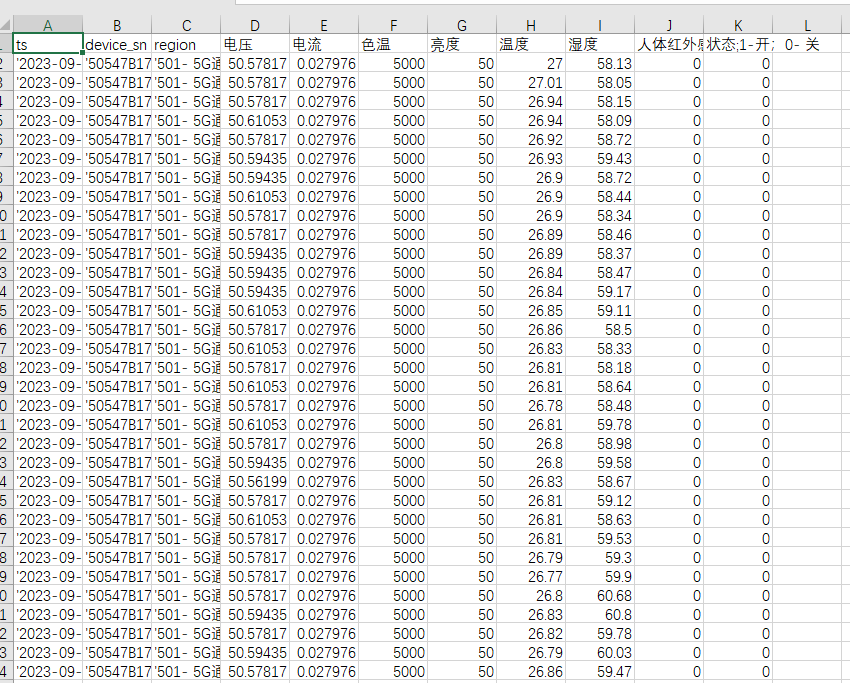 A B C D E F G H I J K L
ts device_sn region 电压 电流 色温 亮度 温度 湿度 人体红外感 状态;1-开; 0- 关
2 '2023-09- '50547B17 '501- 5G通 50.57817 0.027976 5000 50 27 58.13 0 0
3 '2023-09- '50547B17 '501- 5G通 50.57817 0.027976 5000 50 27.01 58.05 0 0
4 '2023-09- '50547B17 '501- 5G通 50.57817 0.027976 5000 50 26.94 58.15 0 0
5 '2023-09- '50547B17 '501- 5G通 50.61053 0.027976 5000 50 26.94 58.09 0 0
6 '2023-09- '50547B17 '501- 5G通 50.57817 0.027976 5000 50 26.92 58.72 0 0
7 '2023-09- '50547B17 '501- 5G通 50.59435 0.027976 5000 50 26.93 59.43 0 0
8 '2023-09- '50547B17 '501- 5G通 50.59435 0.027976 5000 50 26.9 58.72 0 0
9 '2023-09- '50547B17 '501- 5G通 50.61053 0.027976 5000 50 26.9 58.44 0 0
0 '2023-09- '50547B17 '501- 5G通 50.57817 0.027976 5000 50 26.9 58.34 0 0
1 '2023-09- '50547B17 '501- 5G通 50.57817 0.027976 5000 50 26.89 58.46 0 0
2 '2023-09- '50547B17 '501- 5G通 50.59435 0.027976 5000 50 26.89 58.37 0 0
3 '2023-09- '50547B17 '501- 5G通 50.59435 0.027976 5000 50 26.84 58.47 0 0
4 '2023-09- '50547B17 '501- 5G通 50.59435 0.027976 5000 50 26.84 59.17 0 0
5 '2023-09- '50547B17 '501- 5G通 50.61053 0.027976 5000 50 26.85 59.11 0 0
6 '2023-09- '50547B17 '501- 5G通 50.57817 0.027976 5000 50 26.86 58.5 0 0
7 '2023-09- '50547B17 '501- 5G通 50.61053 0.027976 5000 50 26.83 58.33 0 0
8 '2023-09- '50547B17 '501- 5G通 50.57817 0.027976 5000 50 26.81 58.18 0 0
9 '2023-09- '50547B17 '501- 5G通 50.61053 0.027976 5000 50 26.81 58.64 0 0
0 '2023-09- '50547B17 '501- 5G通 50.57817 0.027976 5000 50 26.78 58.48 0 0
1 '2023-09- '50547B17 '501- 5G通 50.61053 0.027976 5000 50 26.81 59.78 0 0
2 '2023-09- '50547B17 '501- 5G通 50.57817 0.027976 5000 50 26.8 58.98 0 0
3 '2023-09- '50547B17 '501- 5G通 50.59435 0.027976 5000 50 26.8 59.58 0 0
4 '2023-09- '50547B17 '501- 5G通 50.56199 0.027976 5000 50 26.83 58.67 0 0
5 '2023-09- '50547B17 '501- 5G通 50.57817 0.027976 5000 50 26.81 59.12 0 0
6 '2023-09- '50547B17 '501- 5G通 50.61053 0.027976 5000 50 26.81 58.63 0 0
7 '2023-09- '50547B17 '501- 5G通 50.57817 0.027976 5000 50 26.81 59.53 0 0
8 '2023-09- '50547B17 '501- 5G通 50.57817 0.027976 5000 50 26.79 59.3 0 0
9 '2023-09- '50547B17 '501- 5G通 50.57817 0.027976 5000 50 26.77 59.9 0 0
0 '2023-09- '50547B17 '501- 5G通 50.57817 0.027976 5000 50 26.8 60.68 0 0
1 '2023-09- '50547B17 '501- 5G通 50.59435 0.027976 5000 50 26.83 60.8 0 0
2 '2023-09- '50547B17 '501- 5G通 50.57817 0.027976 5000 50 26.82 59.78 0 0
3 '2023-09- '50547B17 '501- 5G通 50.59435 0.027976 5000 50 26.79 60.03 0 0
4 '2023-09- '50547B17 '501- 5G通 50.57817 0.027976 5000 50 26.86 59.47 0 0